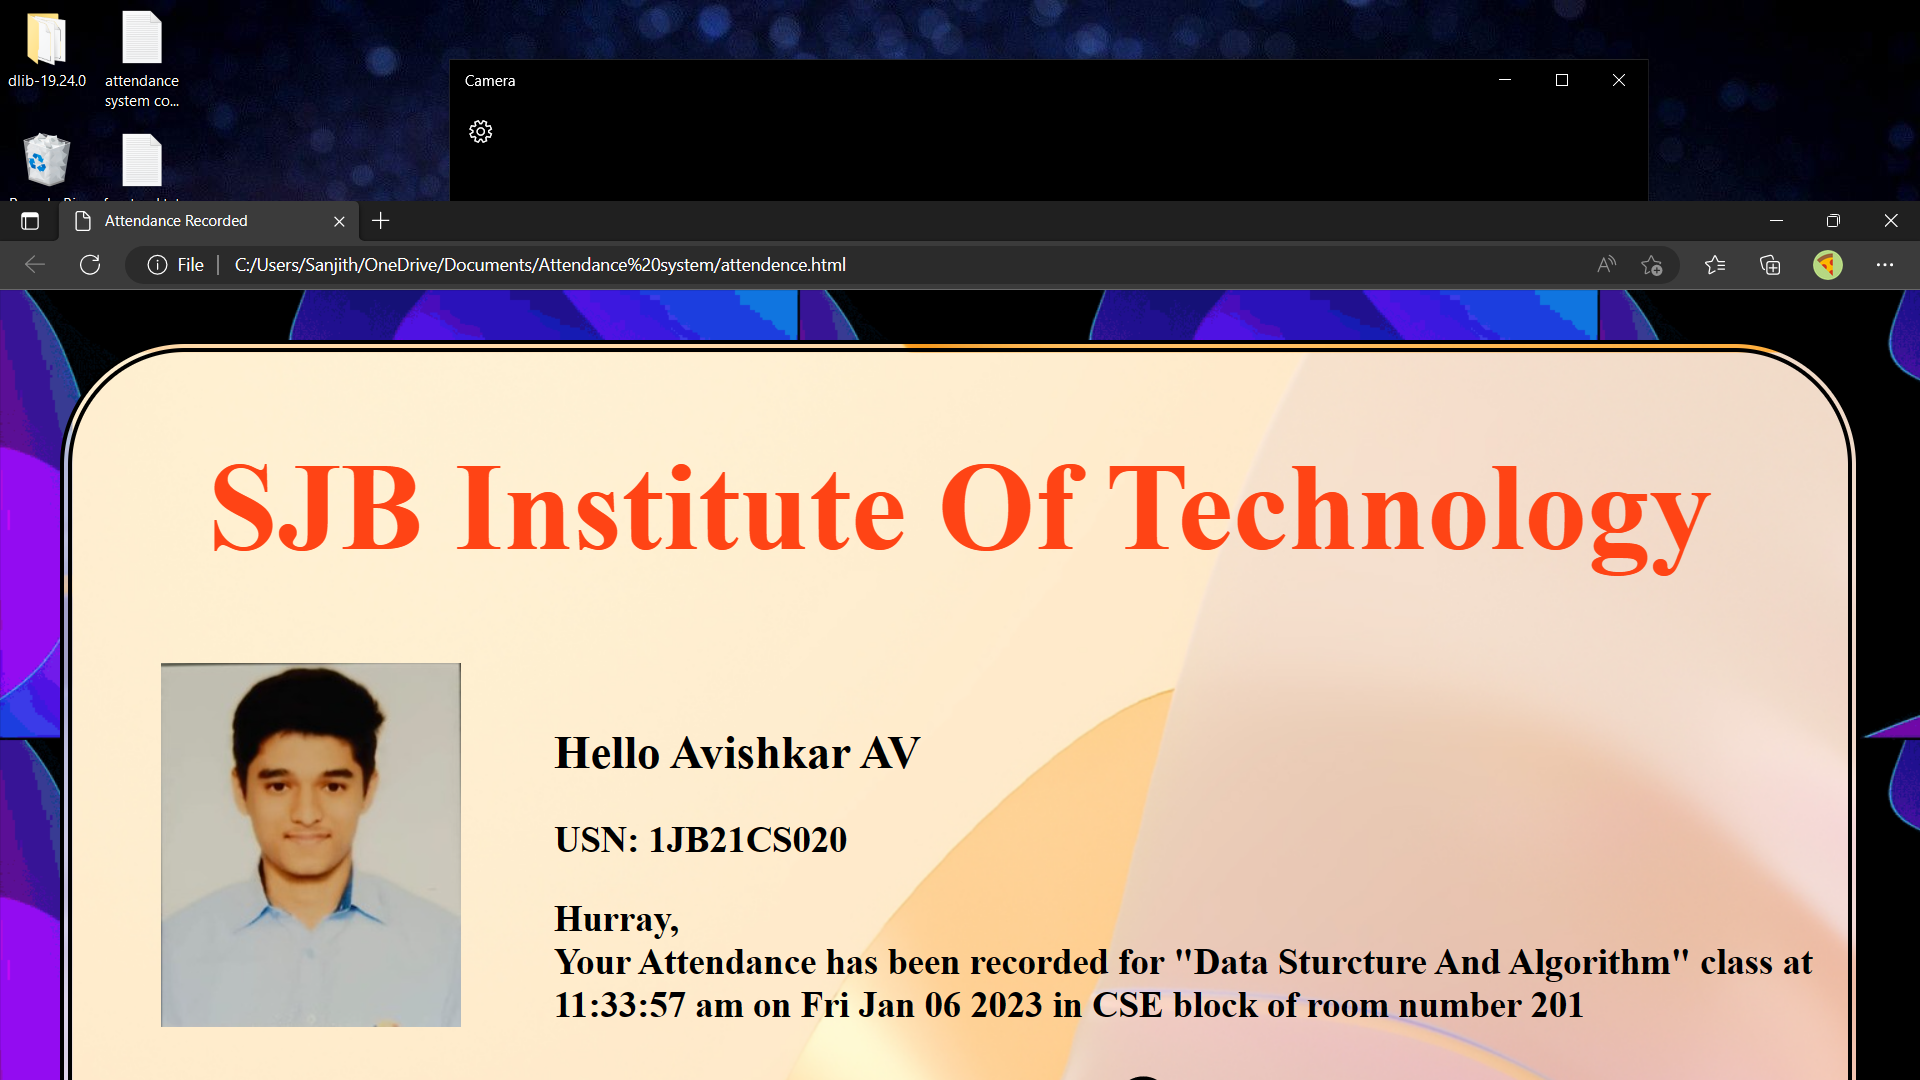 dlib-19.24.0
attendance
system co...
Camera
Attendance Recorded
File
C:/Users/Sanjith/OneDrive/Documents/Attendance%20system/attendence.html
SJB Institute Of Technology
Hello Avishkar AV
USN: 1JB21CS020
Hurray,
Your Attendance has been recorded for "Data Sturcture And Algorithm" class at
11:33:57 am on Fri Jan 06 2023 in CSE block of room number 201